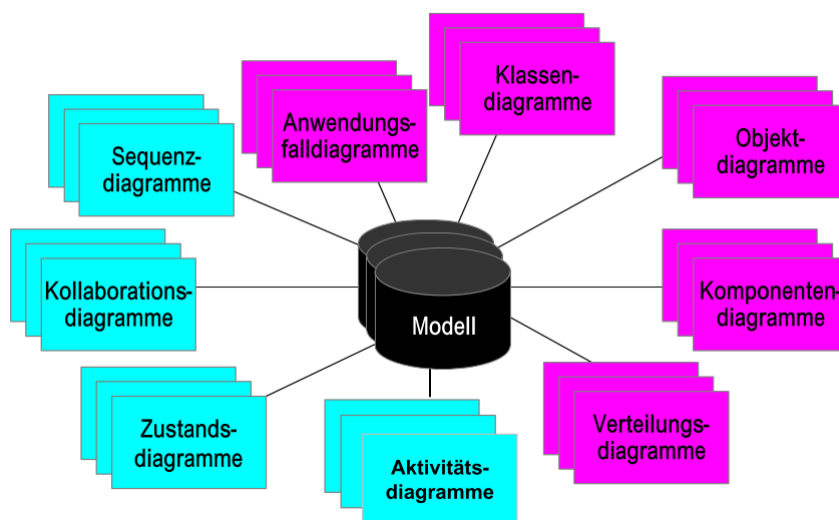 Klassen-
diagramme
Anwendungs-
falldiagramme
Objekt-
diagramme
Sequenz-
diagramme
Kollaborations-
diagramme
Modell
Komponenten-
diagramme
Zustands-
diagramme
Aktivitäts-
diagramme
Verteilungs-
diagramme